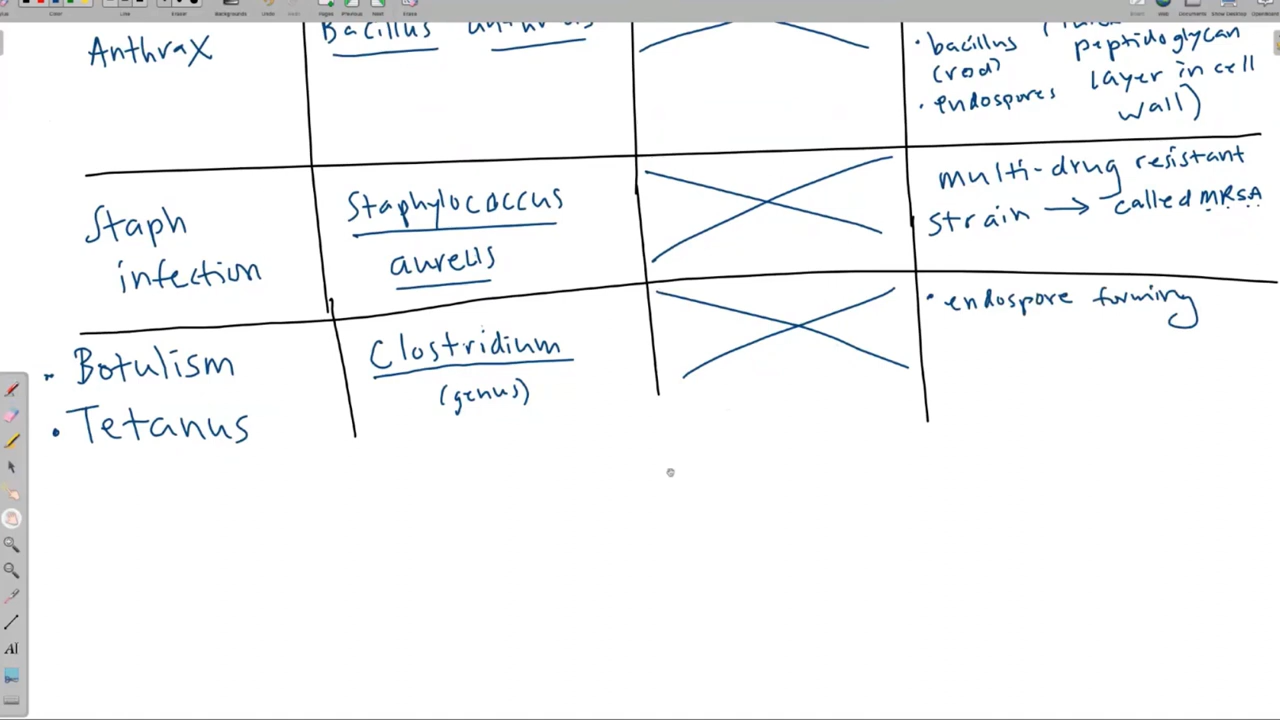 Anthrax
Bacillus
• bacillus
(rod)
• endospores
peptidoglycan
layer in cell
wall)
Staph
infection
Staphylococcus
aureus
multi-drug resistant
strain → called MRSA
• Botulism
• Tetanus
Clostridium
(genus)
• endospore forming